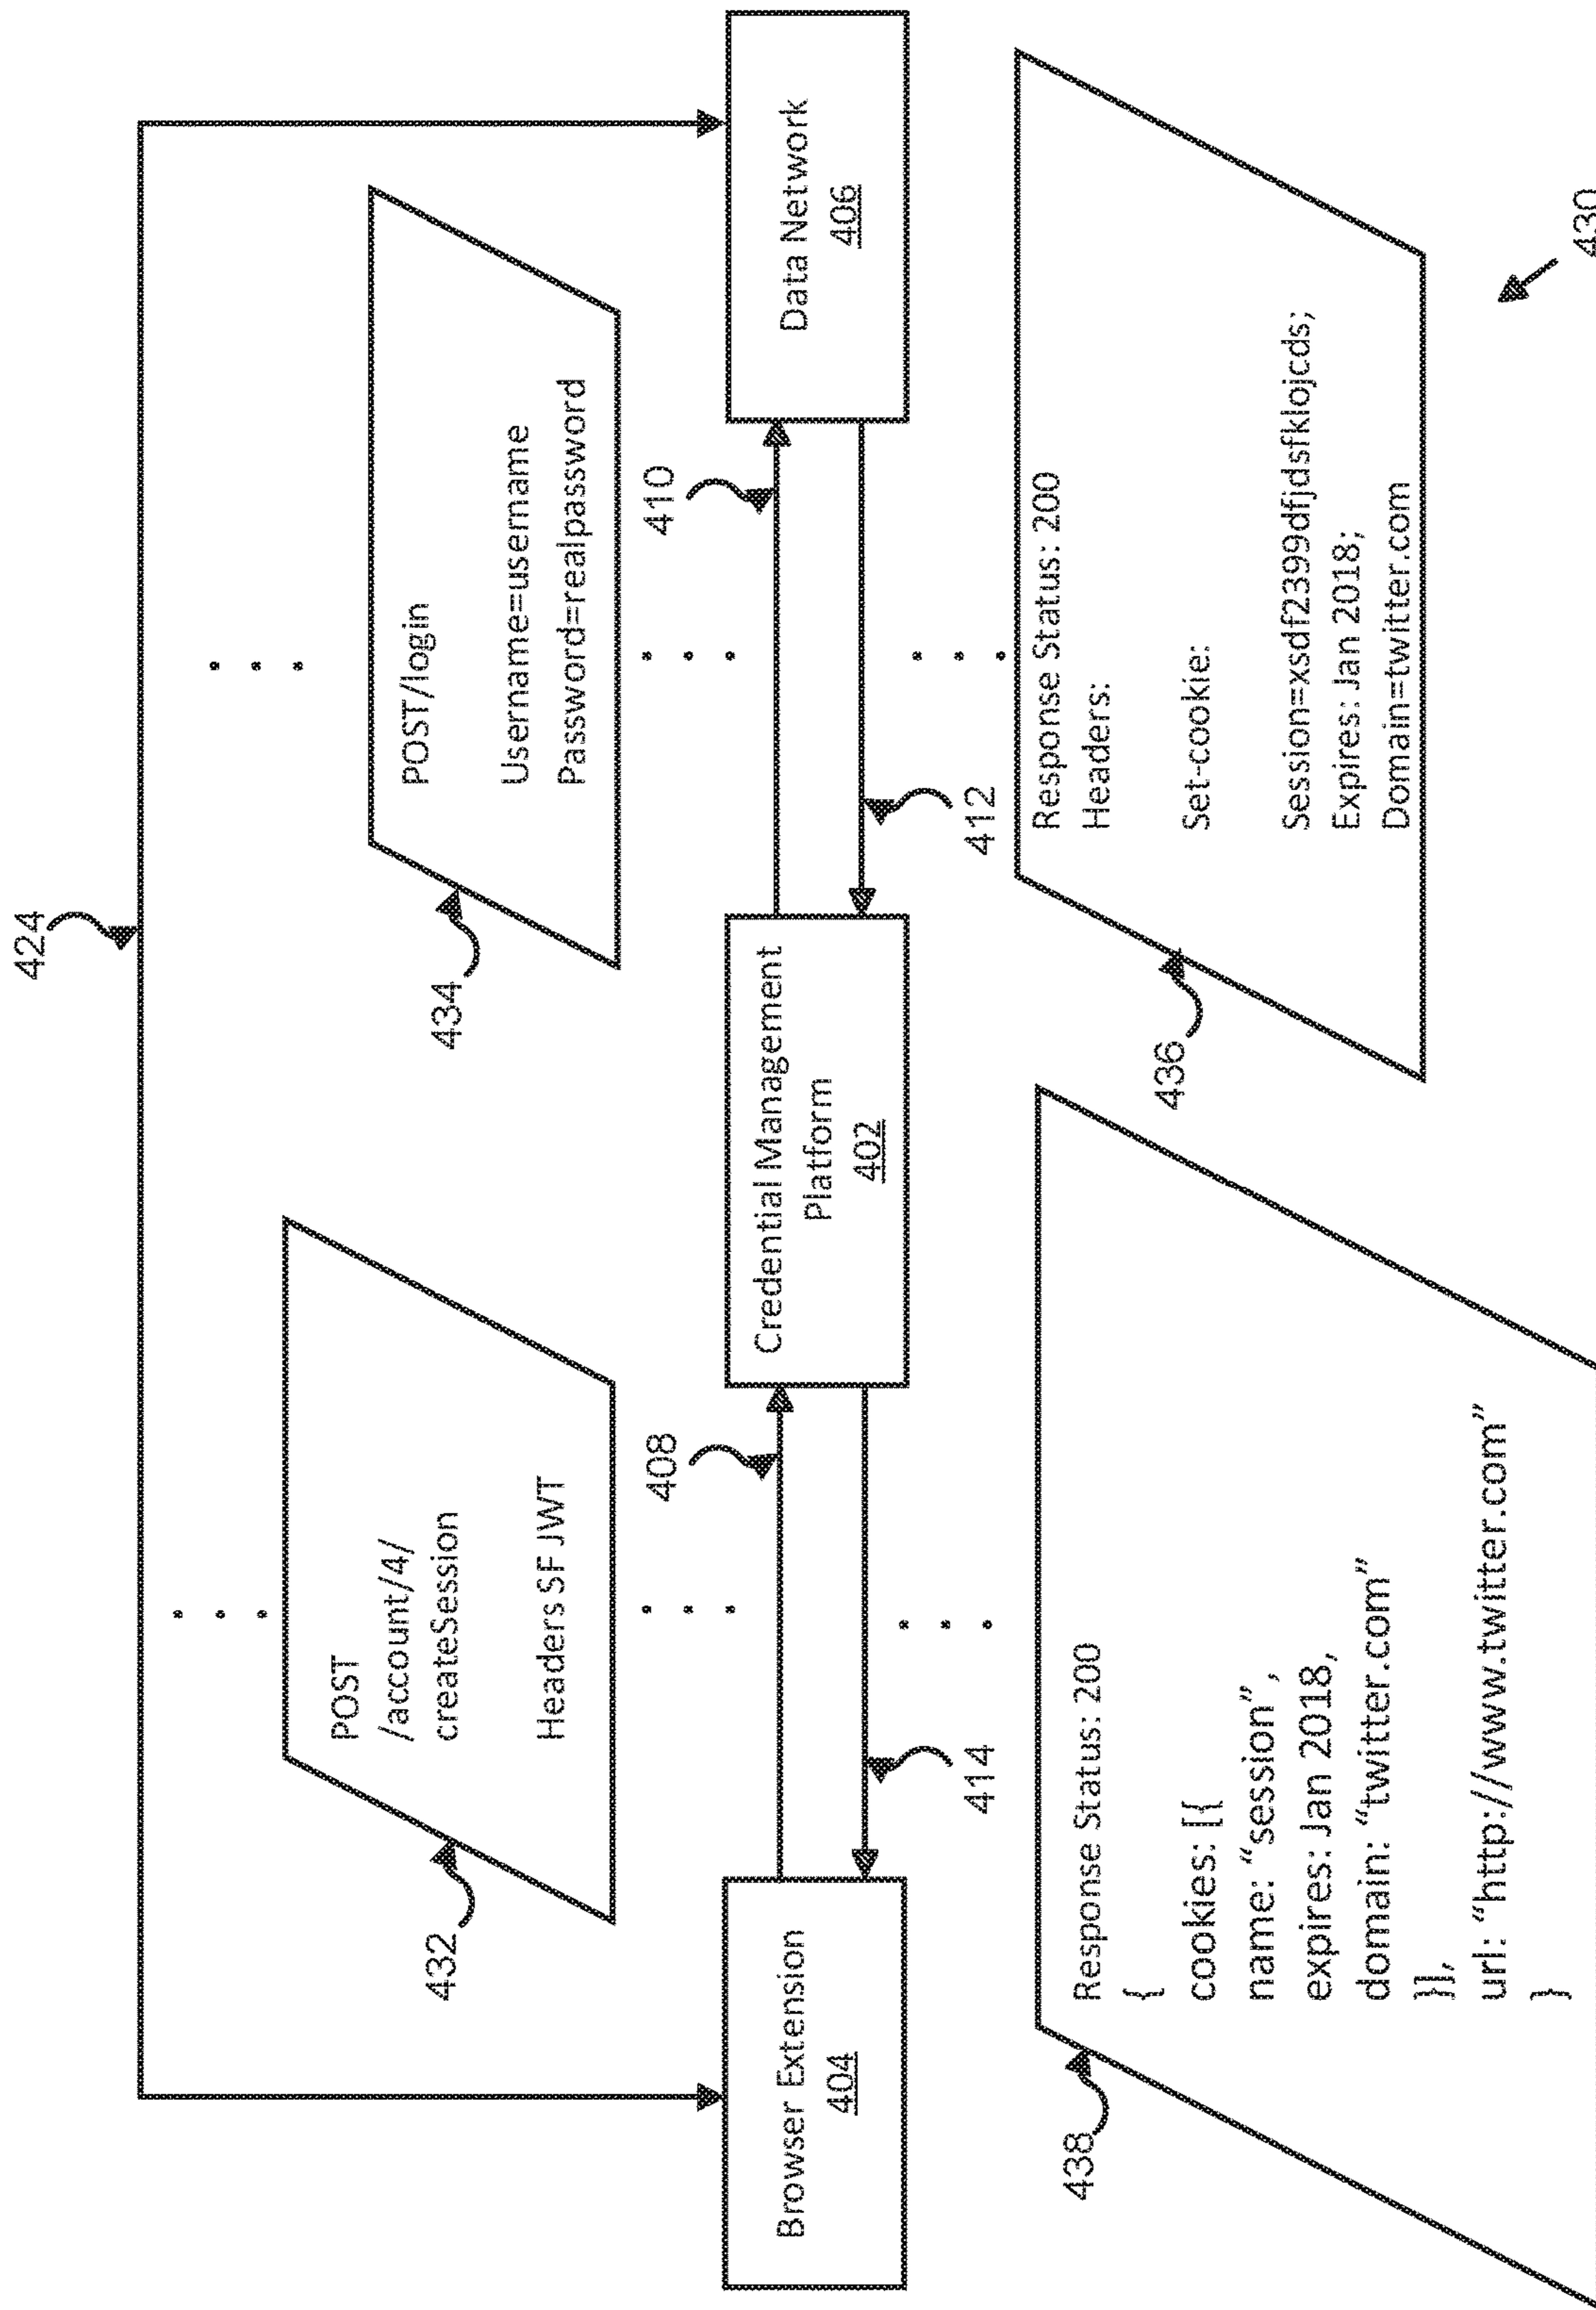 424
POST
/account/4/
createSession
Headers SF JWT
432
POST/login
Username=username
Password=realpassword
434
408
410
Browser Extension
404
Credential Management
Platform
402
Data Network
406
414
412
438
Response Status: 200
{
cookies: [{
name: “session”,
expires: Jan 2018,
domain: “twitter.com”
}],
url: “http://www.twitter.com”
}
436
Response Status: 200
Headers:
Set-cookie:
Session=xsdf2399dfjdsfklojcds;
Expires: Jan 2018;
Domain=twitter.com
430